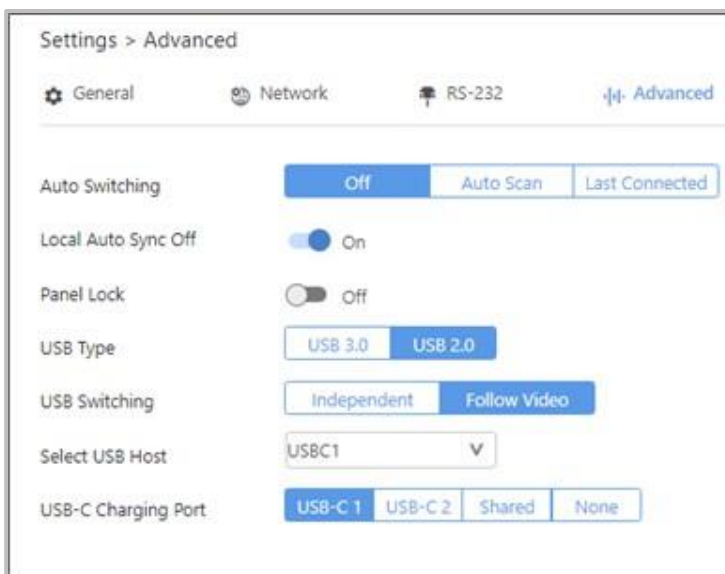 Settings > Advanced
General Network RS-232 Advanced
Auto Switching Off Auto Scan Last Connected
Local Auto Sync Off On
Panel Lock Off
USB Type USB 3.0 USB 2.0
USB Switching Independent Follow Video
Select USB Host USBC1
USB-C Charging Port USB-C 1 USB-C 2 Shared None